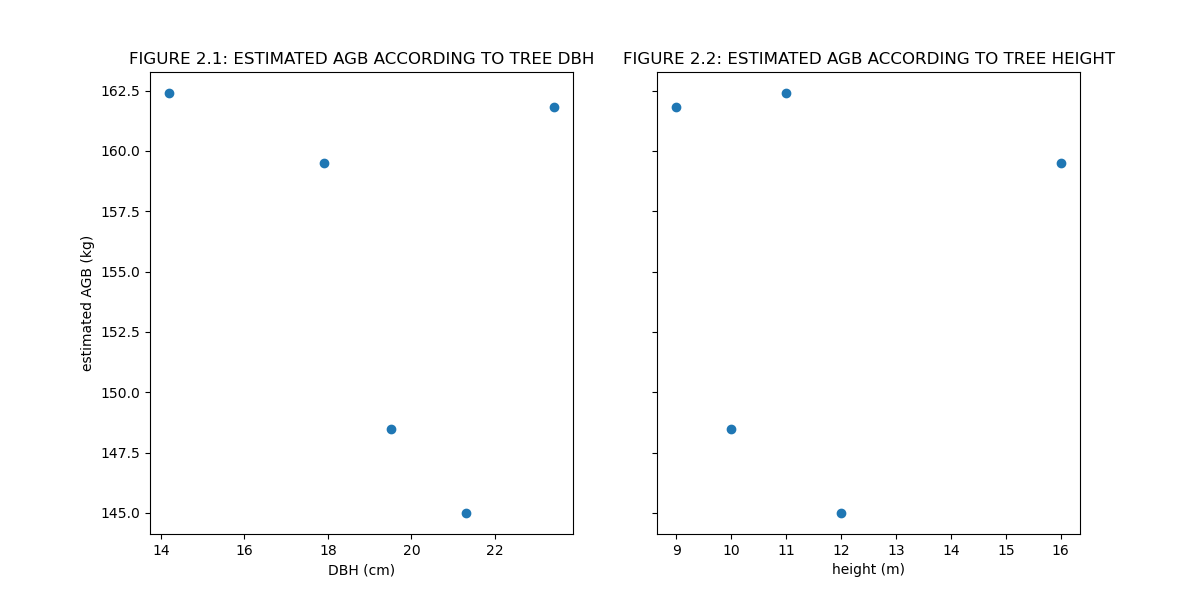 FIGURE 2.1: ESTIMATED AGB ACCORDING TO TREE DBH
162.5
160.0
157.5
155.0
152.5
150.0
147.5
145.0
estimated AGB (kg)
14 16 18 20 22
DBH (cm)
FIGURE 2.2: ESTIMATED AGB ACCORDING TO TREE HEIGHT
9 10 11 12 13 14 15 16
height (m)